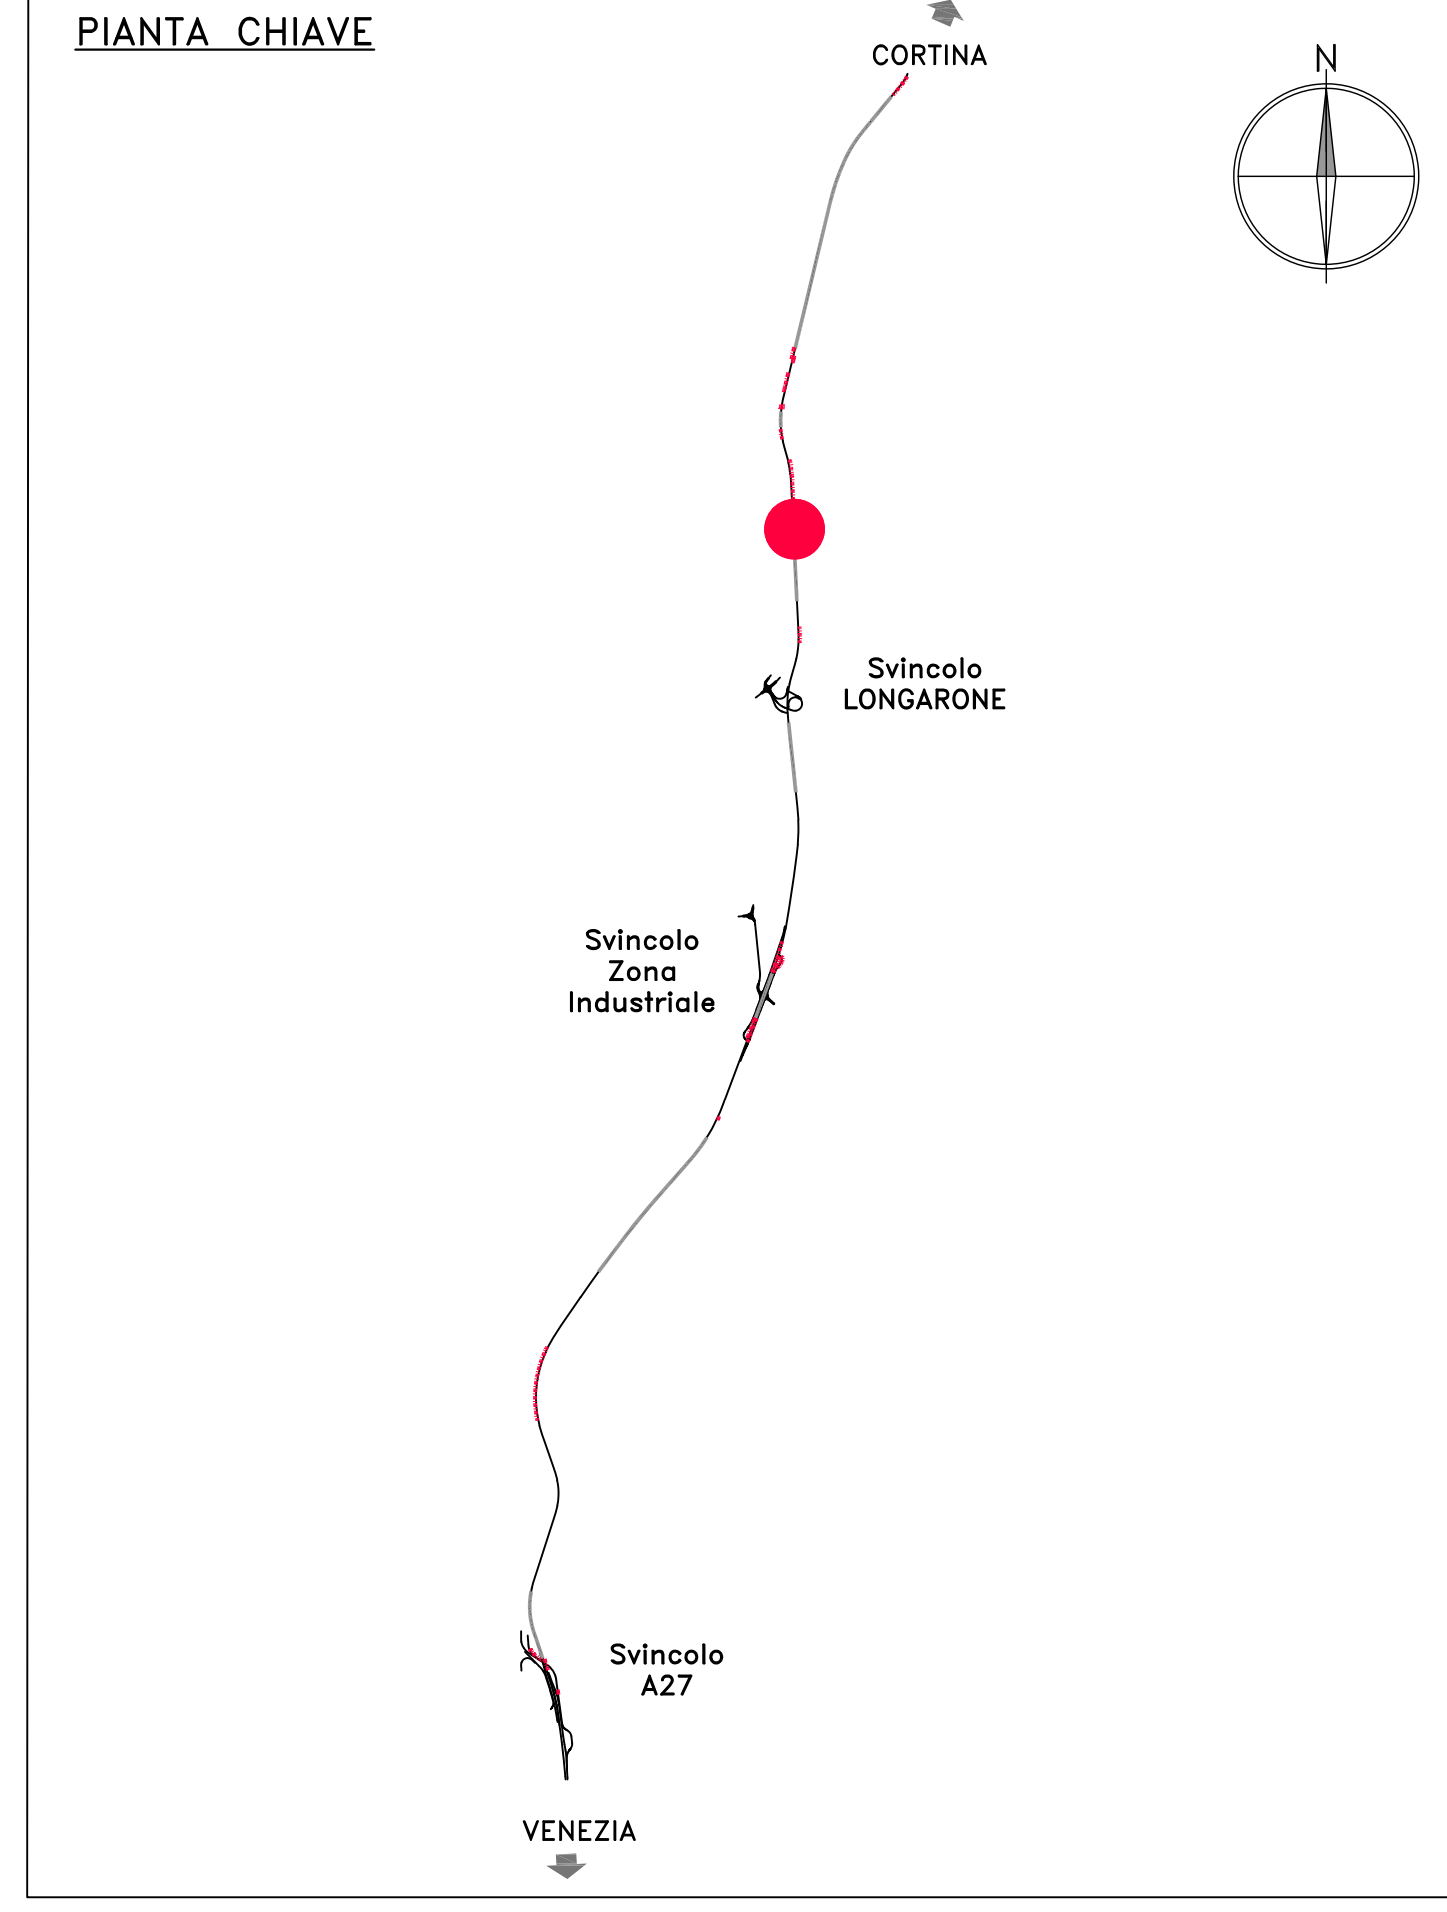 PIANTA CHIAVE
CORTINA
N
Svincolo
LONGARONE
Svincolo
Zona
Industriale
Svincolo
A27
VENEZIA